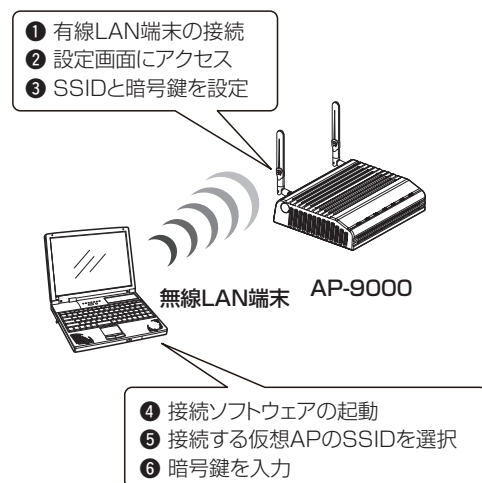 ❶ 有線LAN端末の接続
❷ 設定画面にアクセス
❸ SSIDと暗号鍵を設定
無線LAN端末
AP-9000
❹ 接続ソフトウェアの起動
❺ 接続する仮想APのSSIDを選択
❻ 暗号鍵を入力